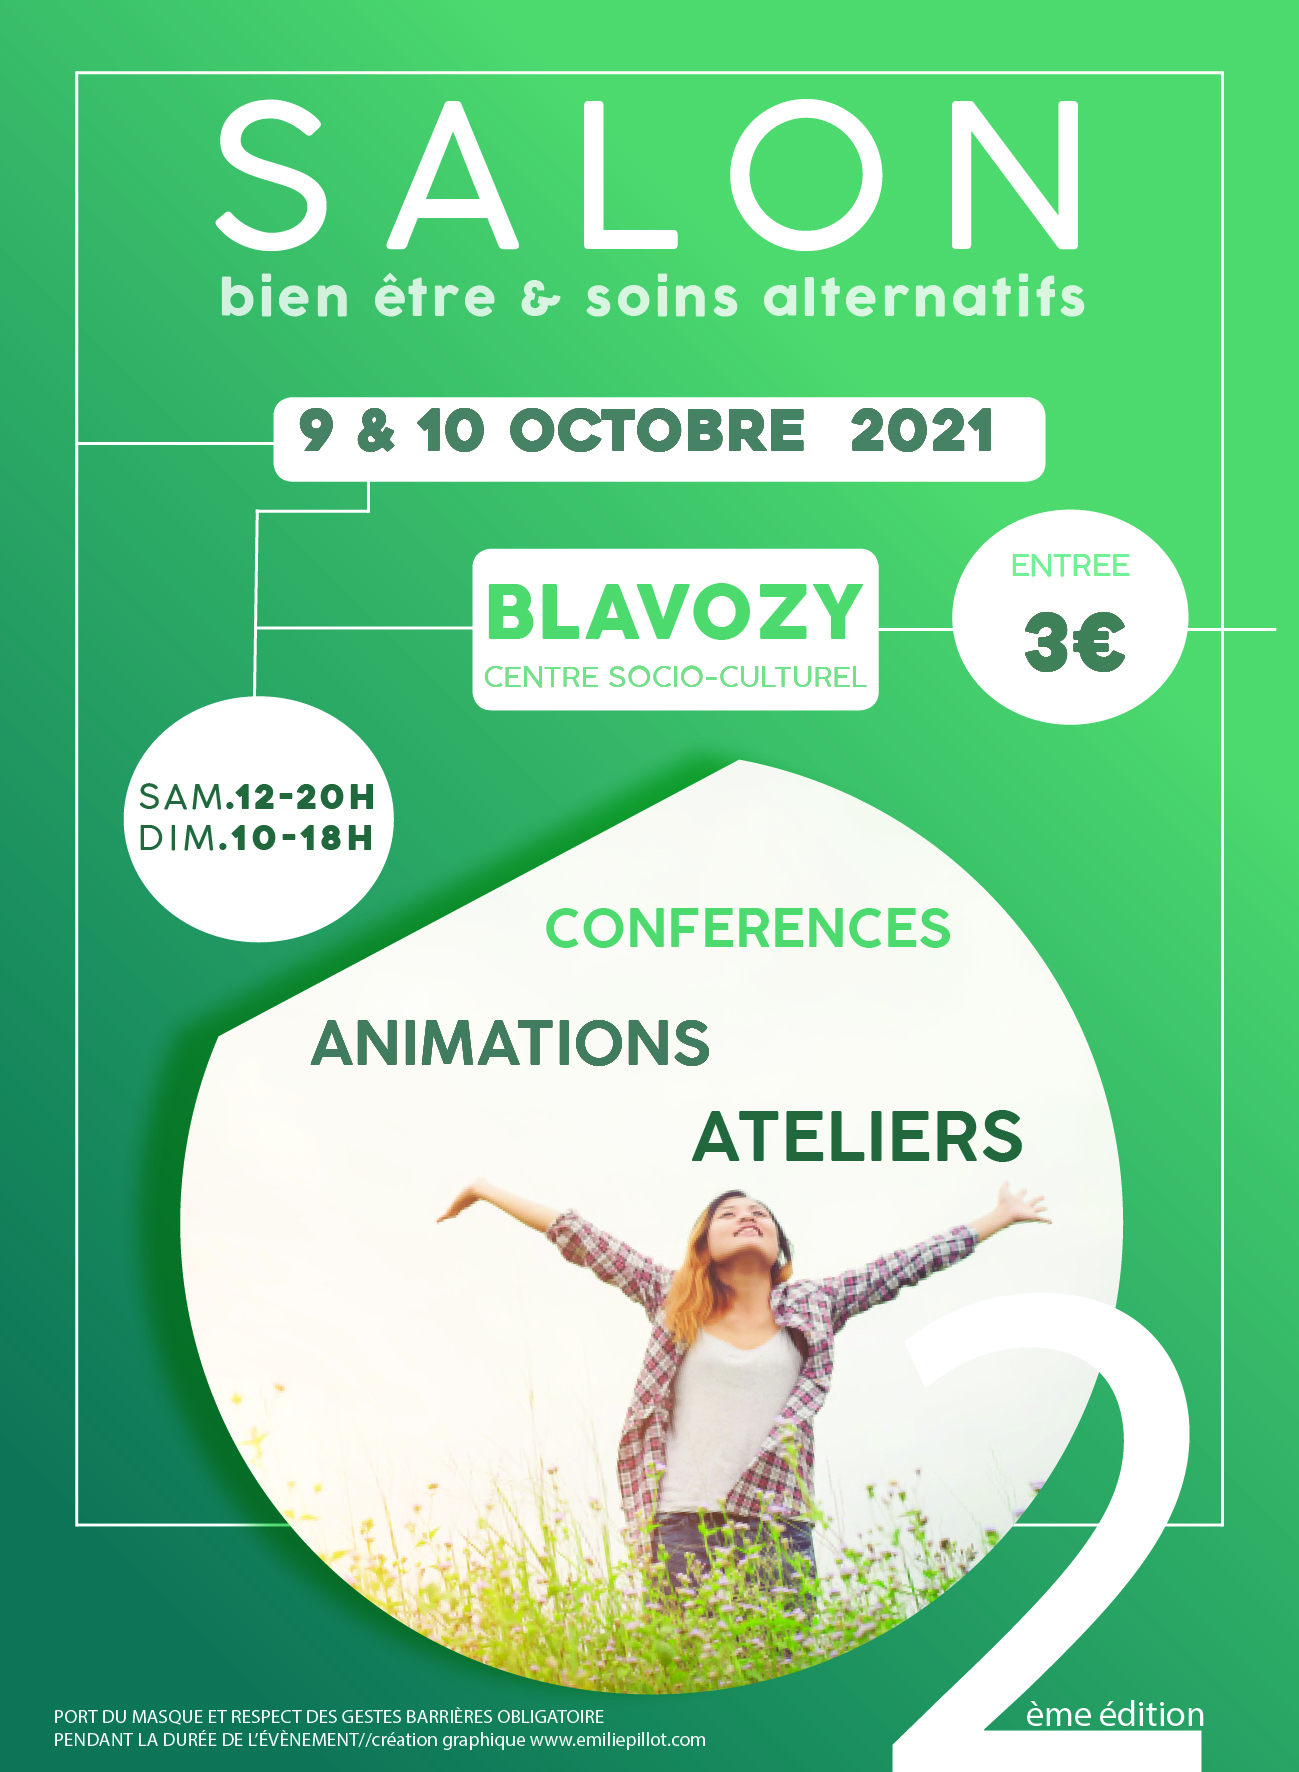 SALON
bien être & soins alternatifs
9 & 10 OCTOBRE 2021
BLAVOZY
CENTRE SOCIO-CULTUREL
ENTREE
3€
SAM.12-20H
DIM.10-18H
CONFERENCES
ANIMATIONS
ATELIERS
2
ème édition
PORT DU MASQUE ET RESPECT DES GESTES BARRIÈRES OBLIGATOIRE
PENDANT LA DURÉE DE L'ÉVÈNEMENT//création graphique www.emiliepillot.com